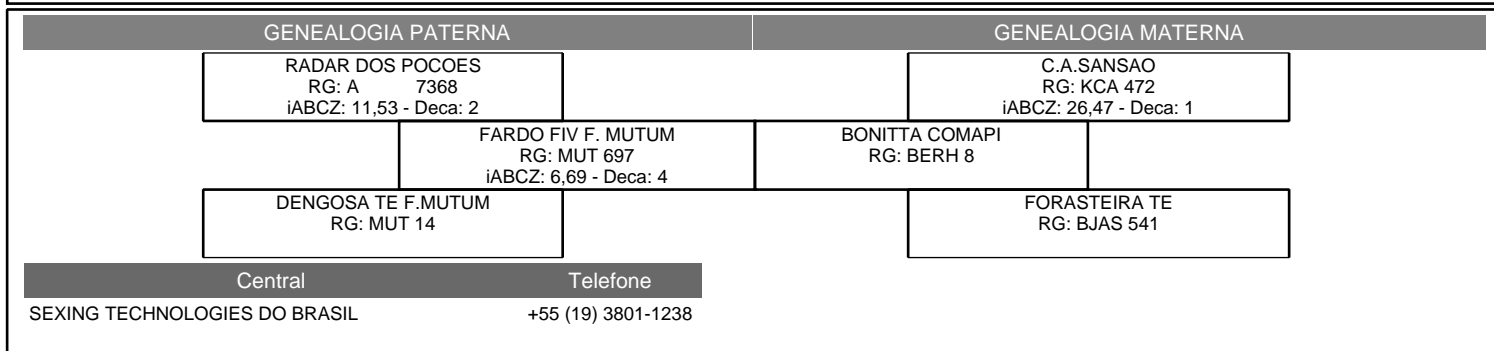 GENEALOGIA PATERNA
GENEALOGIA MATERNA
RADAR DOS POCOES
RG: A 7368
iABCZ: 11,53 - Deca: 2
C.A.SANSAO
RG: KCA 472
iABCZ: 26,47 - Deca: 1
FARDO FIV F. MUTUM
RG: MUT 697
iABCZ: 6,69 - Deca: 4
BONITTA COMAPI
RG: BERH 8
DENGOSA TE F.MUTUM
RG: MUT 14
FORASTEIRA TE
RG: BJAS 541
Central Telefone
SEXING TECHNOLOGIES DO BRASIL +55 (19) 3801-1238